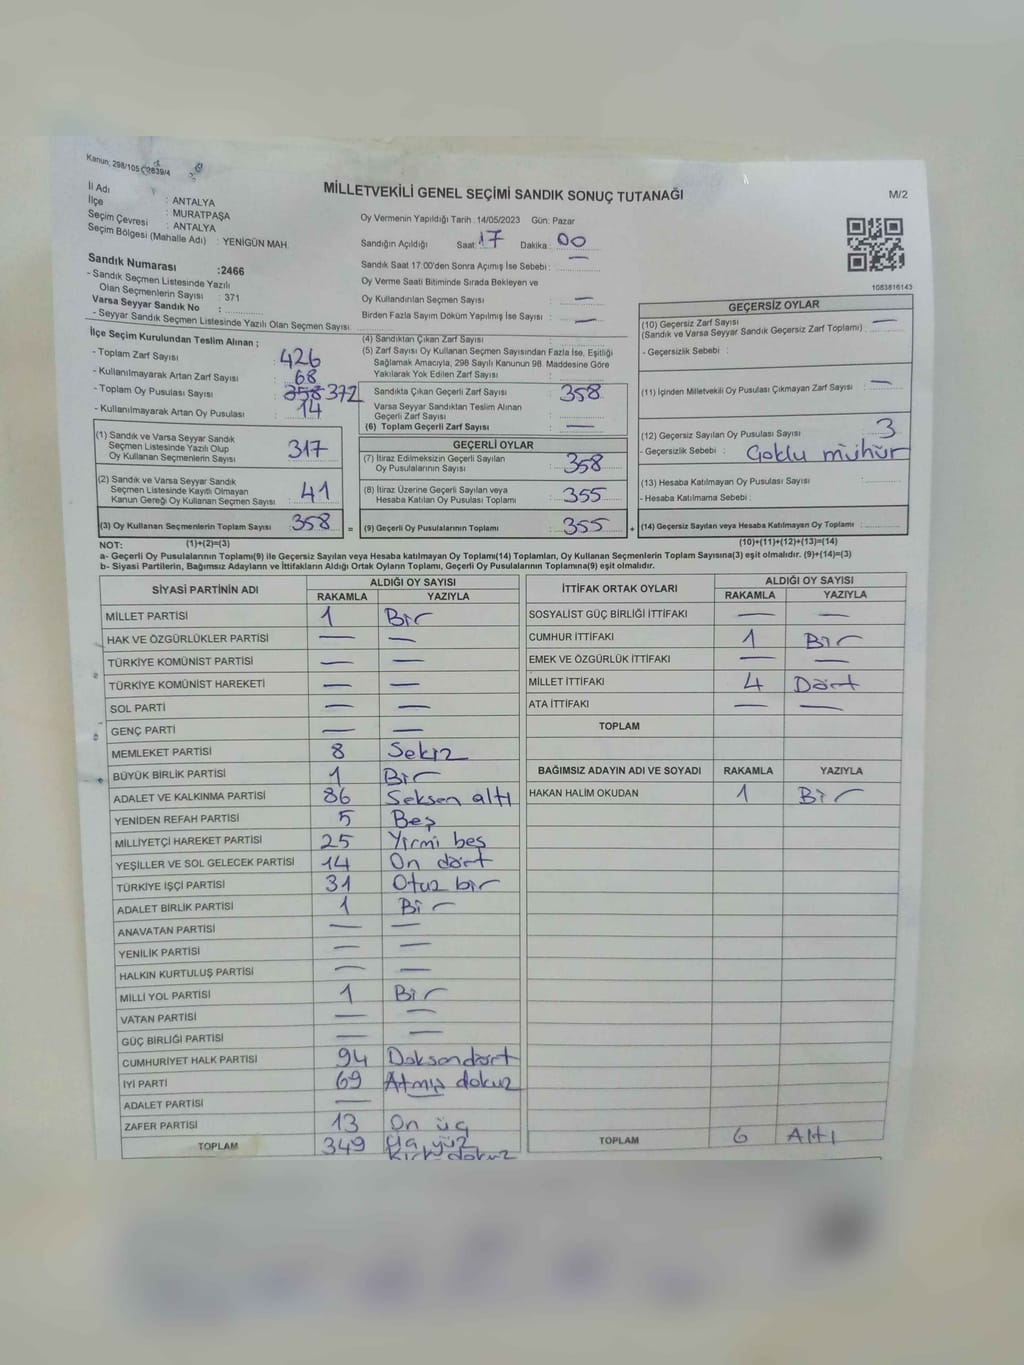 Kanun: 298/105
MİLLETVEKİLİ GENEL SEÇİMİ SANDIK SONUÇ TUTANAĞI
M/2
İl Adı : ANTALYA
İlçe : MURATPAŞA
Seçim Çevresi : ANTALYA
Seçim Bölgesi (Mahalle Adı) : YENİGÜN MAH.
Sandık Numarası :2466
- Sandık Seçmen Listesinde Yazılı
Olan Seçmenlerin Sayısı : 371
Varsa Seyyar Sandık No :
- Seyyar Sandık Seçmen Listesinde Yazılı Olan Seçmen Sayısı
Oy Vermenin Yapıldığı Tarih : 14/05/2023 Gün: Pazar
Sandığın Açıldığı Saat: 17 Dakika : 00
Sandık Saat 17.00'den Sonra Açımış İse Sebebi : —
Oy Verme Saati Bitiminde Sırada Bekleyen ve
Oy Kullandırılan Seçmen Sayısı : —
Birden Fazla Sayım Döküm Yapılmış İse Sayısı : —
1083816143
İlçe Seçim Kurulundan Teslim Alınan ;
- Toplam Zarf Sayısı : 426
- Kullanılmayarak Artan Zarf Sayısı : 68
- Toplam Oy Pusulası Sayısı : 358 372
- Kullanılmayarak Artan Oy Pusulası : 14
(1) Sandık ve Varsa Seyyar Sandık
Seçmen Listesinde Yazılı Olup
Oy Kullanan Seçmenlerin Sayısı : 317
(2) Sandık ve Varsa Seyyar Sandık
Seçmen Listesinde Kayıtlı Olmayan
Kanun Gereği Oy Kullanan Seçmen Sayısı : 41
(3) Oy Kullanan Seçmenlerin Toplam Sayısı : 358 =
(4) Sandıktan Çıkan Zarf Sayısı :
(5) Zarf Sayısı Oy Kullanan Seçmen Sayısından Fazla İse, Eşitliği
Sağlamak Amacıyla, 298 Sayılı Kanunun 98. Maddesine Göre
Yakılarak Yok Edilen Zarf Sayısı :
Sandıkta Çıkan Geçerli Zarf Sayısı : 358
Varsa Seyyar Sandıktan Teslim Alınan
Geçerli Zarf Sayısı :
(6) Toplam Geçerli Zarf Sayısı : —
GEÇERLİ OYLAR
(7) İtiraz Edilmeksizin Geçerli Sayılan
Oy Pusulalarının Sayısı : 358
(8) İtiraz Üzerine Geçerli Sayılan veya
Hesaba Katılan Oy Pusulası Toplamı : 355
(9) Geçerli Oy Pusulalarının Toplamı : 355 +
GEÇERSİZ OYLAR
(10) Geçersiz Zarf Sayısı
(Sandık ve Varsa Seyyar Sandık Geçersiz Zarf Toplamı) : —
- Geçersizlik Sebebi :
(11) İçinden Milletvekili Oy Pusulası Çıkmayan Zarf Sayısı : —
(12) Geçersiz Sayılan Oy Pusulası Sayısı : 3
- Geçersizlik Sebebi : Çoklu mühür
(13) Hesaba Katılmayan Oy Pusulası Sayısı :
- Hesaba Katılmama Sebebi :
(14) Geçersiz Sayılan veya Hesaba Katılmayan Oy Pusulası Toplamı :
NOT: (1)+(2)=(3) (10)+(11)+(12)+(13)=(14)
a- Geçerli Oy Pusulalarının Toplamı(9) ile Geçersiz Sayılan veya Hesaba katılmayan Oy Toplamı(14) Toplamları, Oy Kullanan Seçmenlerin Toplam Sayısına(3) eşit olmalıdır. (9)+(14)=(3)
b- Siyasi Partilerin, Bağımsız Adayların ve İttifakların Aldığı Ortak Oyların Toplamı, Geçerli Oy Pusulalarının Toplamına(9) eşit olmalıdır.
SİYASİ PARTİNİN ADI ALDIĞI OY SAYISI
RAKAMLA YAZIYLA
MİLLET PARTİSİ 1 Bir
HAK VE ÖZGÜRLÜKLER PARTİSİ — —
TÜRKİYE KOMÜNİST PARTİSİ — —
TÜRKİYE KOMÜNİST HAREKETİ — —
SOL PARTİ — —
GENÇ PARTİ — —
MEMLEKET PARTİSİ 8 Sekiz
BÜYÜK BİRLİK PARTİSİ 1 Bir
ADALET VE KALKINMA PARTİSİ 86 Seksen altı
YENİDEN REFAH PARTİSİ 5 Beş
MİLLİYETÇİ HAREKET PARTİSİ 25 Yirmi beş
YEŞİLLER VE SOL GELECEK PARTİSİ 14 On dört
TÜRKİYE İŞÇİ PARTİSİ 31 Otuz bir
ADALET BİRLİK PARTİSİ 1 Bir
ANAVATAN PARTİSİ — —
YENİLİK PARTİSİ — —
HALKIN KURTULUŞ PARTİSİ — —
MİLLİ YOL PARTİSİ 1 Bir
VATAN PARTİSİ — —
GÜÇ BİRLİĞİ PARTİSİ — —
CUMHURİYET HALK PARTİSİ 94 Doksandört
İYİ PARTİ 69 Atmış dokuz
ADALET PARTİSİ —
ZAFER PARTİSİ 13 On üç
TOPLAM 349 Üç yüz
Kırk dokuz
İTTİFAK ORTAK OYLARI ALDIĞI OY SAYISI
RAKAMLA YAZIYLA
SOSYALİST GÜÇ BİRLİĞİ İTTİFAKI — —
CUMHUR İTTİFAKI 1 Bir
EMEK VE ÖZGÜRLÜK İTTİFAKI — —
MİLLET İTTİFAKI 4 Dört
ATA İTTİFAKI — —
TOPLAM
BAĞIMSIZ ADAYIN ADI VE SOYADI RAKAMLA YAZIYLA
HAKAN HALİM OKUDAN 1 Bir
TOPLAM 6 Altı